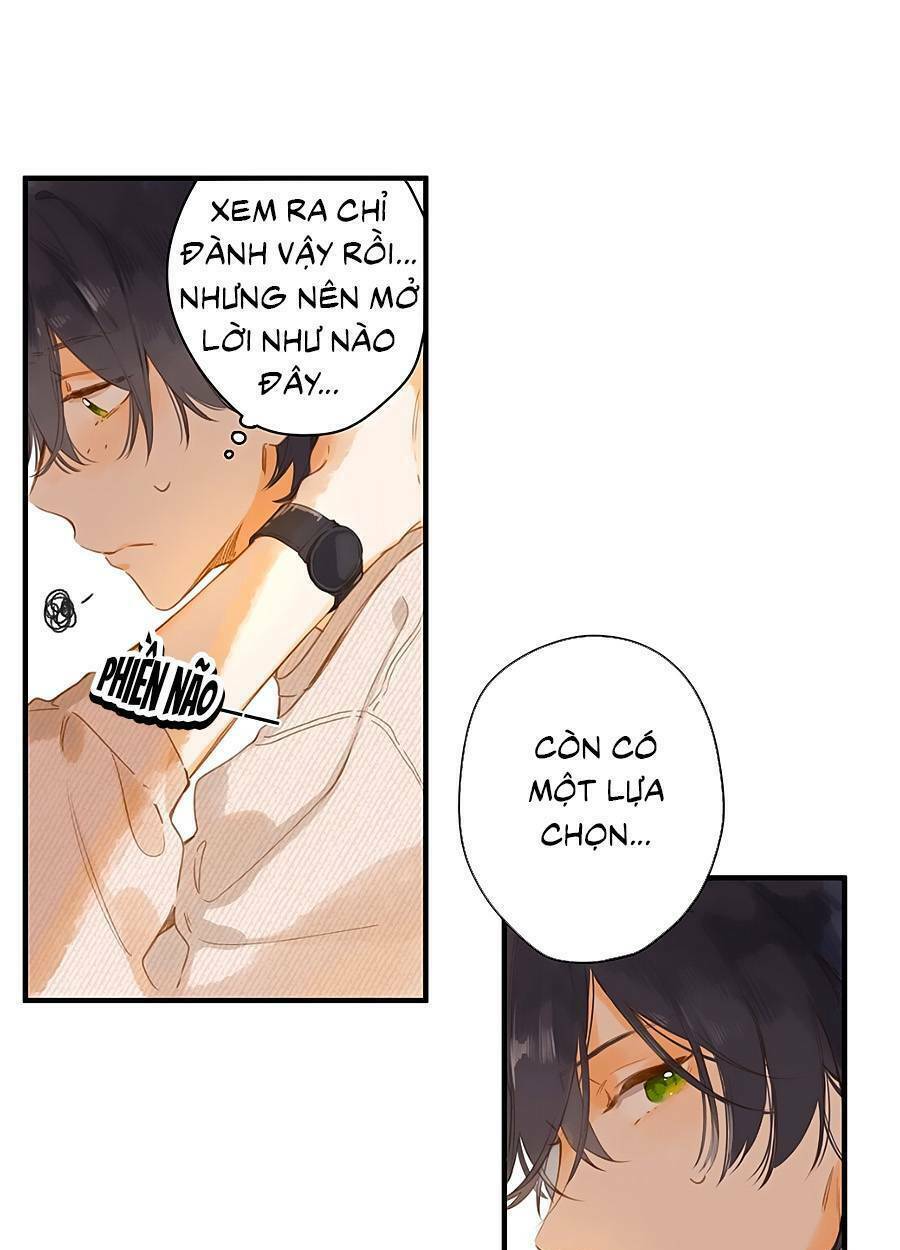 XEM RA CHỈ
ĐÀNH VẬY RỒI...
NHƯNG NÊN MỞ
LỜI NHƯ NÀO
ĐÂY...
PHIỀN NÃO
CÒN CÓ
MỘT LỰA
CHỌN...